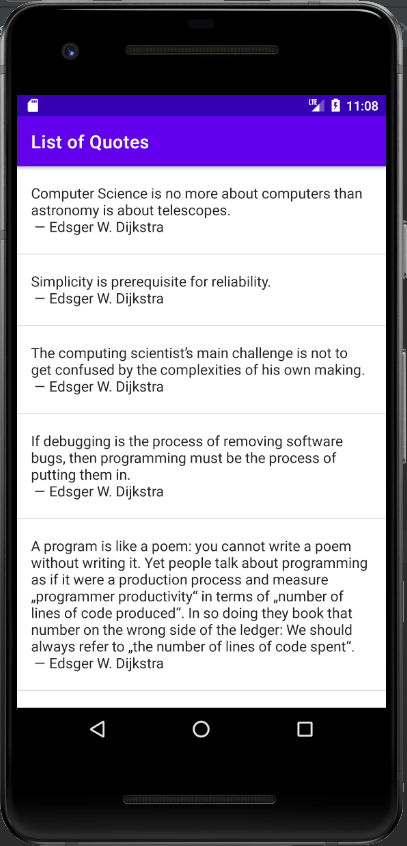 LTE 11:08
List of Quotes
Computer Science is no more about computers than
astronomy is about telescopes.
— Edsger W. Dijkstra
Simplicity is prerequisite for reliability.
— Edsger W. Dijkstra
The computing scientist’s main challenge is not to
get confused by the complexities of his own making.
— Edsger W. Dijkstra
If debugging is the process of removing software
bugs, then programming must be the process of
putting them in.
— Edsger W. Dijkstra
A program is like a poem: you cannot write a poem
without writing it. Yet people talk about programming
as if it were a production process and measure
„programmer productivity“ in terms of „number of
lines of code produced“. In so doing they book that
number on the wrong side of the ledger: We should
always refer to „the number of lines of code spent“.
— Edsger W. Dijkstra